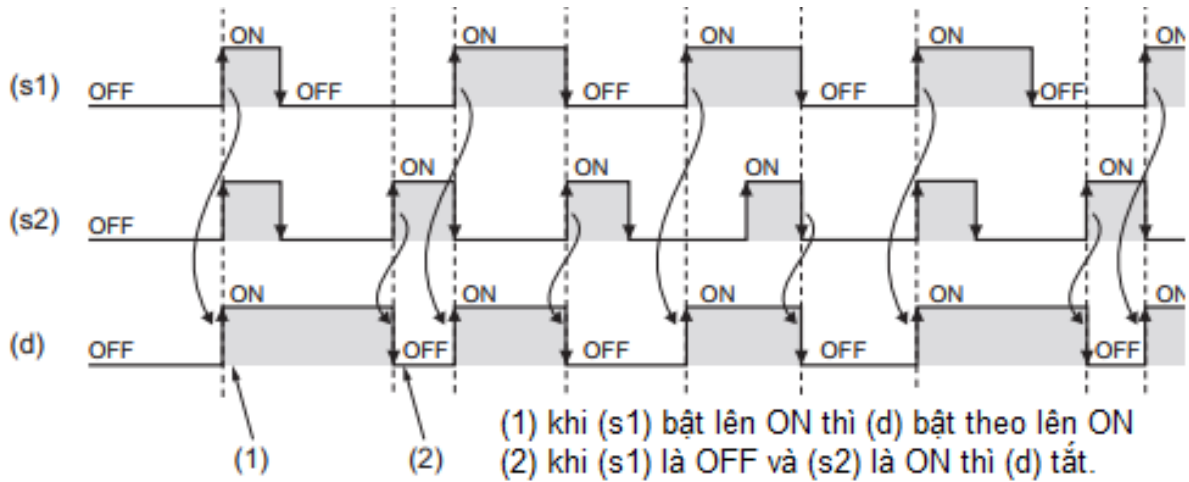 ON ON ON ON ON
(s1) OFF OFF OFF OFF OFF
ON ON ON ON
(s2) OFF
ON ON ON ON ON
(d) OFF OFF OFF OFF OFF
(1) (2)
(1) khi (s1) bật lên ON thì (d) bật theo lên ON
(2) khi (s1) là OFF và (s2) là ON thì (d) tắt.